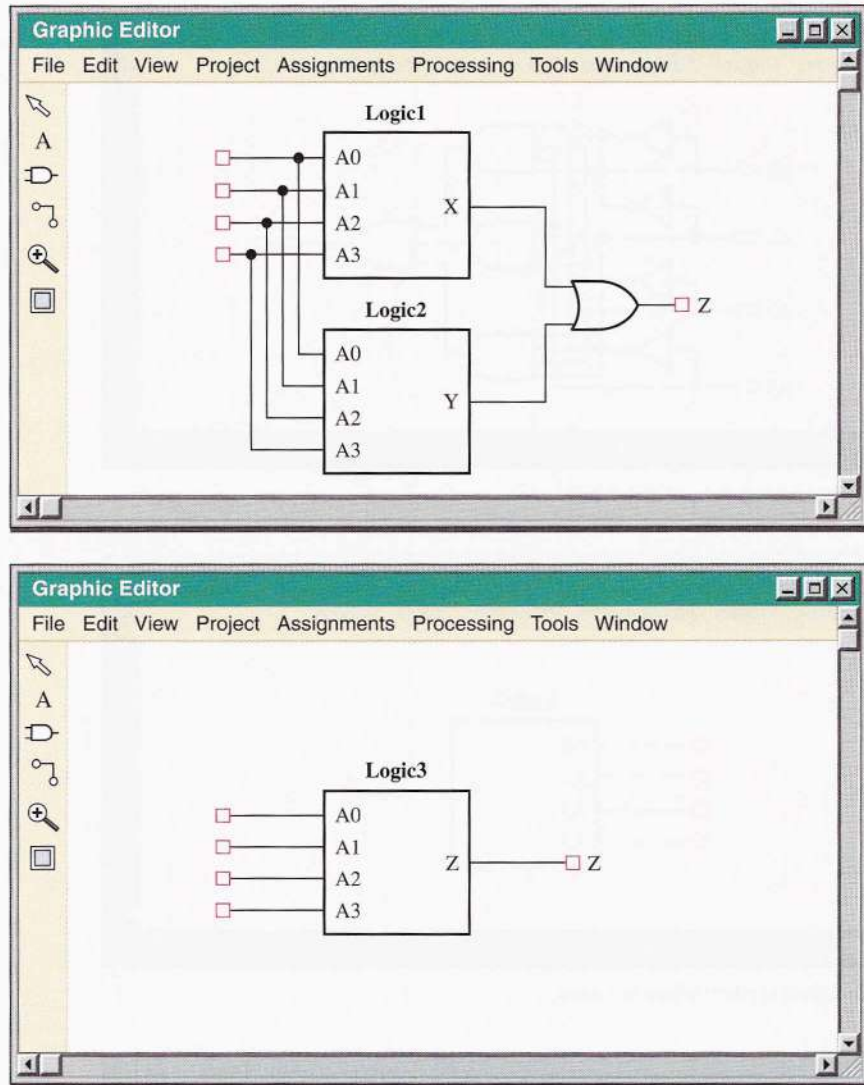 Graphic Editor
File Edit View Project Assignments Processing Tools Window
A
Logic1
A0
A1
A2
A3
X
Logic2
A0
A1
A2
A3
Y
Z
Graphic Editor
File Edit View Project Assignments Processing Tools Window
A
Logic3
A0
A1
A2
A3
Z
Z